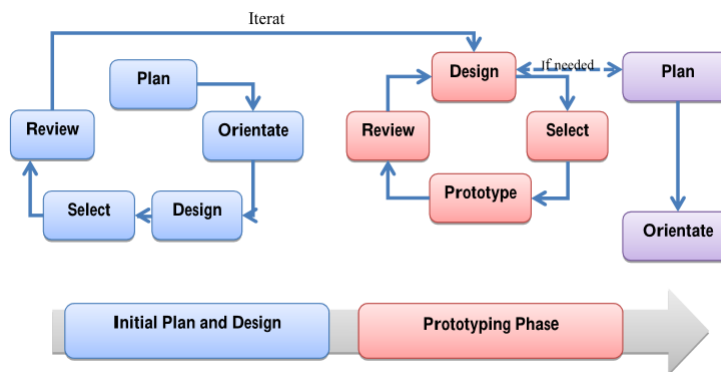 Iterat
Plan
Review
Orientate
Select
Design
Design
If needed
Plan
Review
Select
Prototype
Orientate
Initial Plan and Design
Prototyping Phase